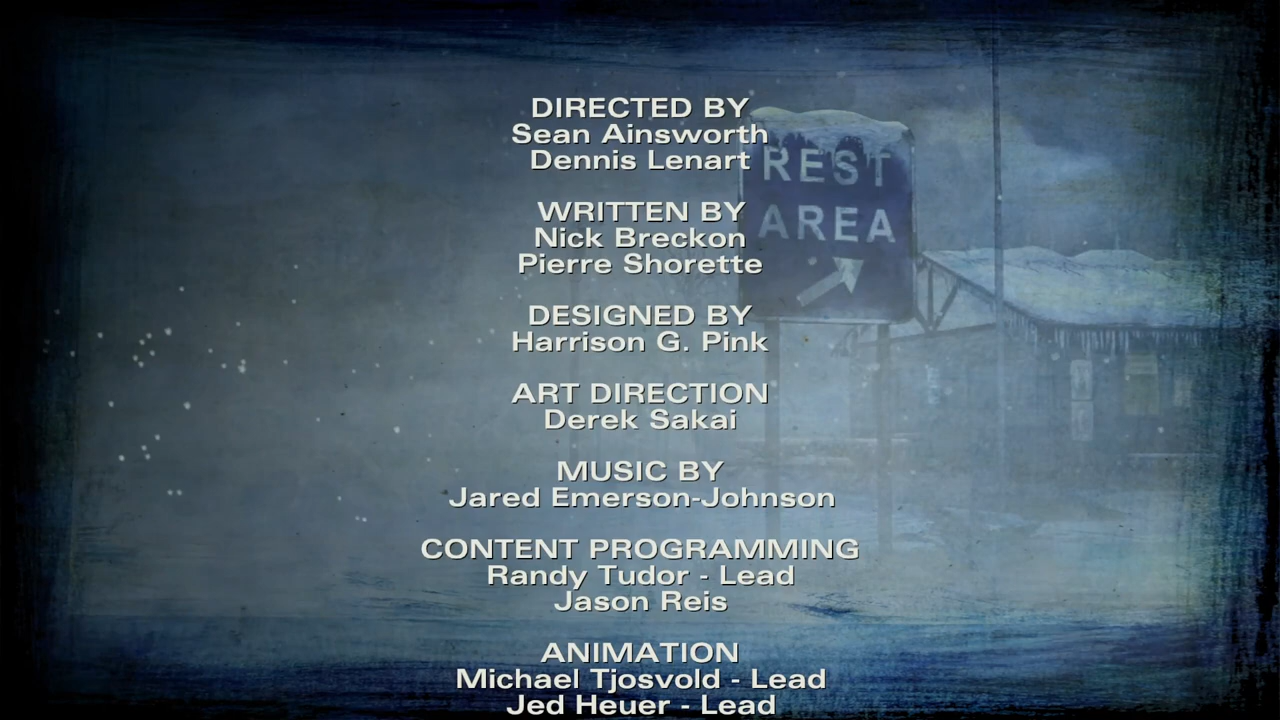 DIRECTED BY
Sean Ainsworth
Dennis Lenart
WRITTEN BY
Nick Breckon
Pierre Shorette
DESIGNED BY
Harrison G. Pink
ART DIRECTION
Derek Sakai
MUSIC BY
Jared Emerson-Johnson
CONTENT PROGRAMMING
Randy Tudor - Lead
Jason Reis
ANIMATION
Michael Tjosvold - Lead
Jed Heuer - Lead
REST
AREA